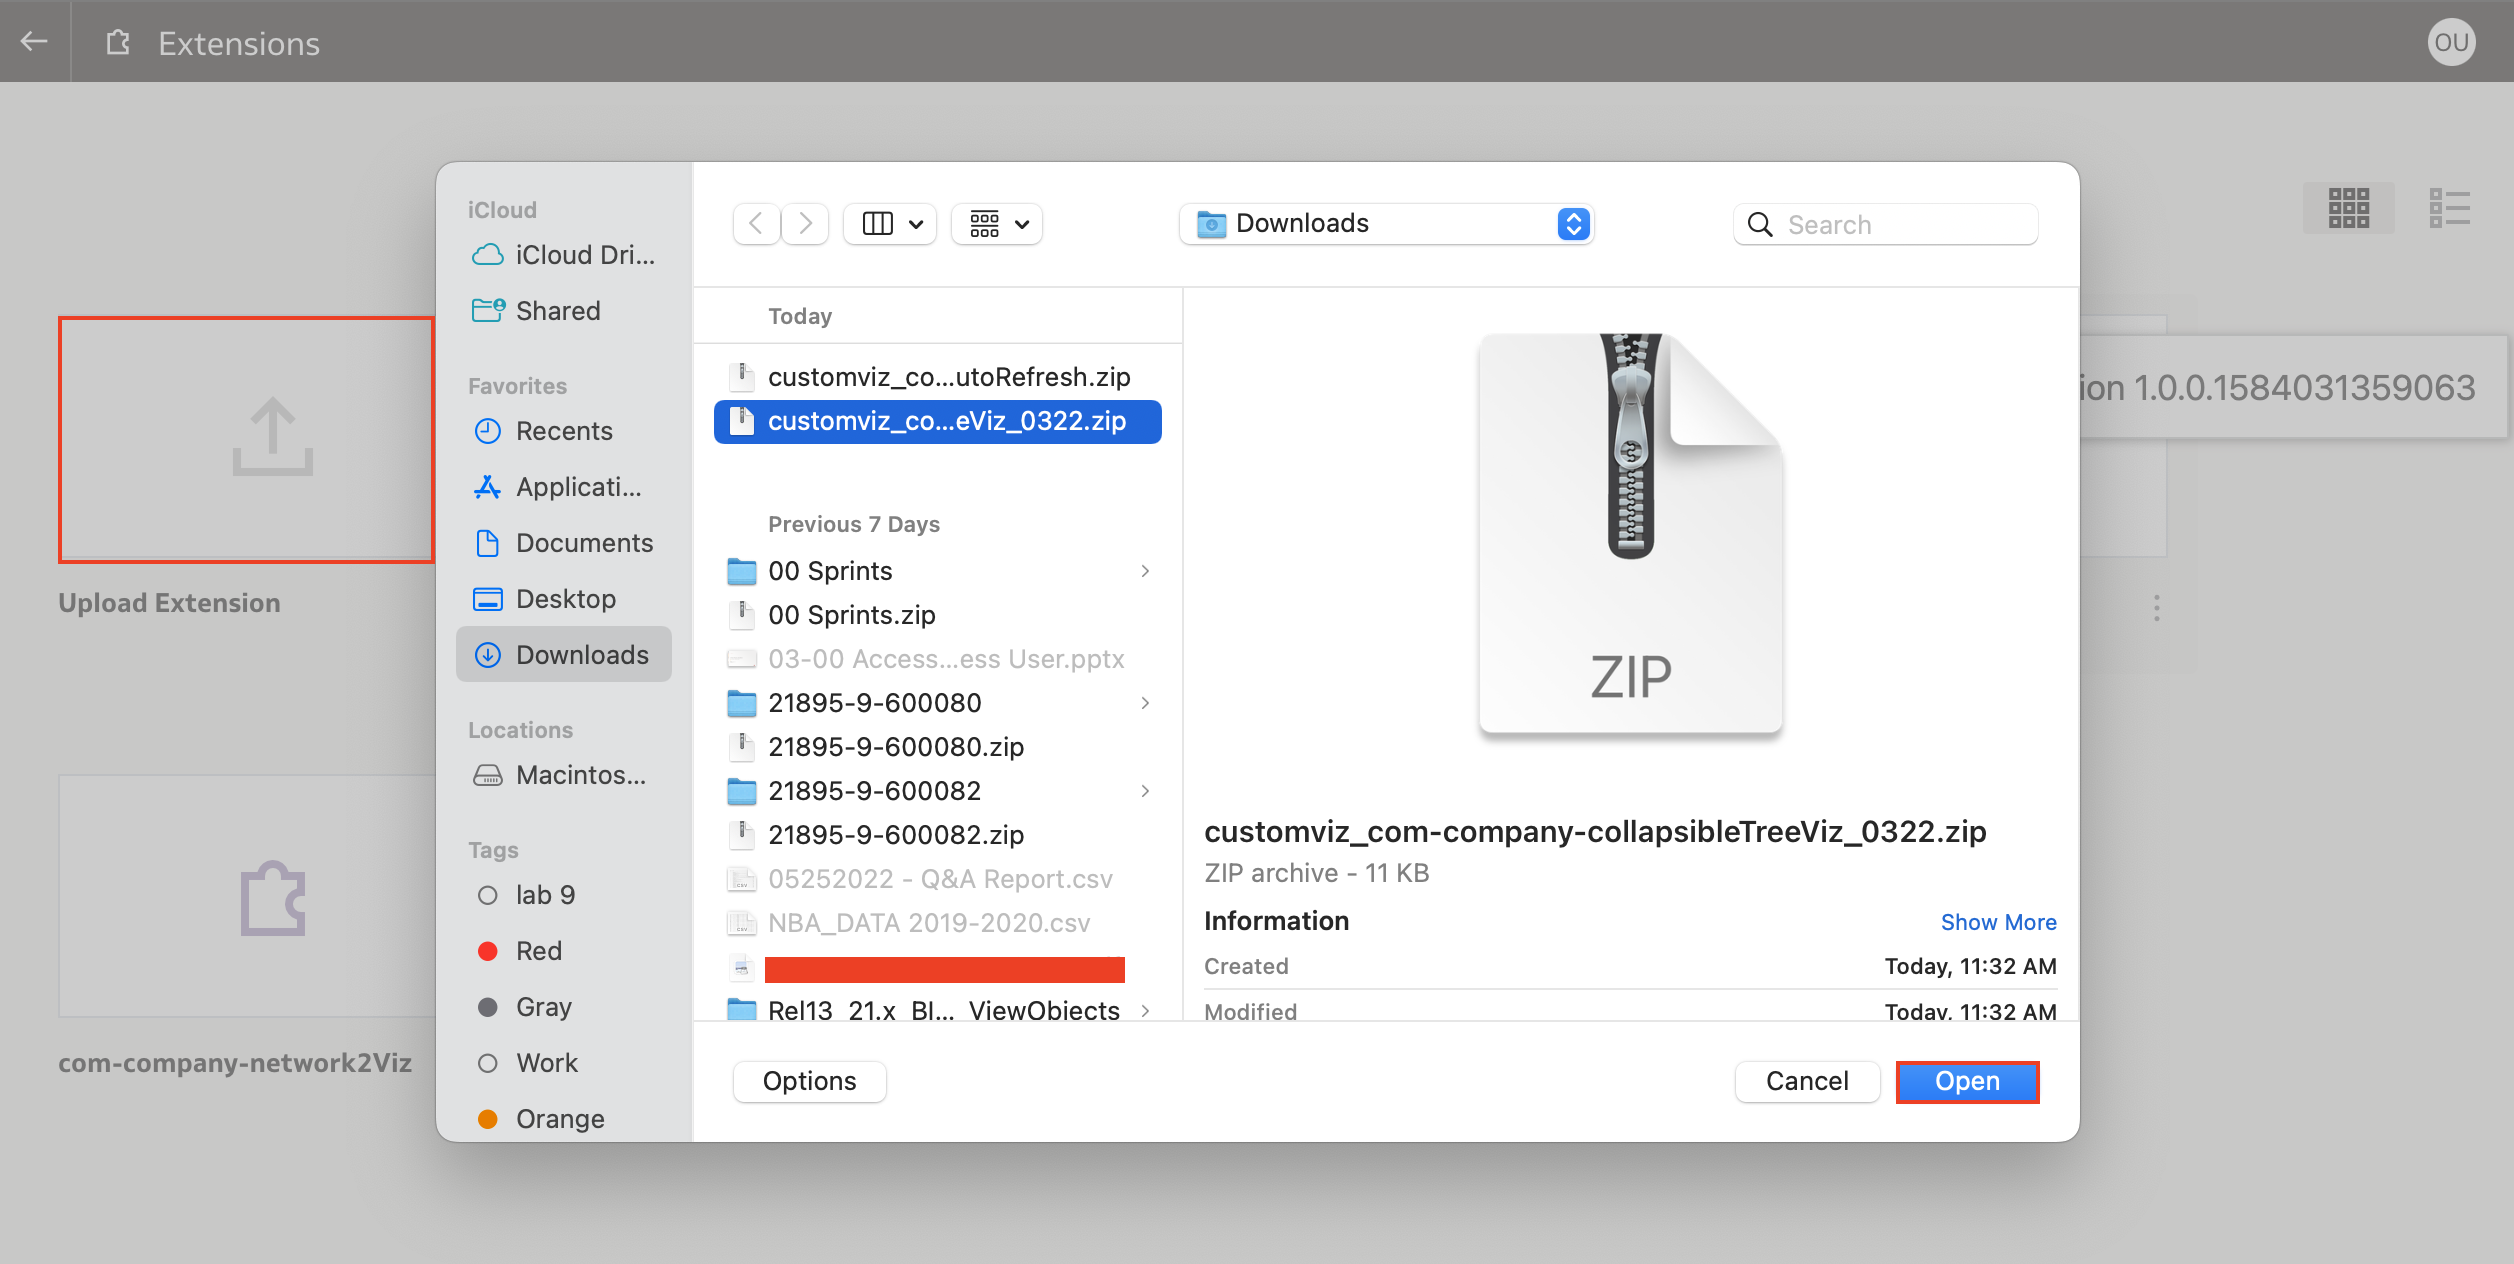 Extensions
OU
iCloud
iCloud Dri...
Shared
Favorites
Recents
Applicati...
Documents
Desktop
Downloads
Locations
Macintos...
Tags
lab 9
Red
Gray
Work
Orange
Downloads
Search
Today
customviz_co...utoRefresh.zip
customviz_co...eViz_0322.zip
Previous 7 Days
00 Sprints
00 Sprints.zip
03-00 Access...ess User.pptx
21895-9-600080
21895-9-600080.zip
21895-9-600082
21895-9-600082.zip
05252022 - Q&A Report.csv
NBA_DATA 2019-2020.csv
Rel13_21.x_BI..._ViewObjects
ZIP
customviz_com-company-collapsibleTreeViz_0322.zip
ZIP archive - 11 KB
Information Show More
Created Today, 11:32 AM
Modified Today, 11:32 AM
Options
Cancel
Open
Upload Extension
com-company-network2Viz
ion 1.0.0.1584031359063